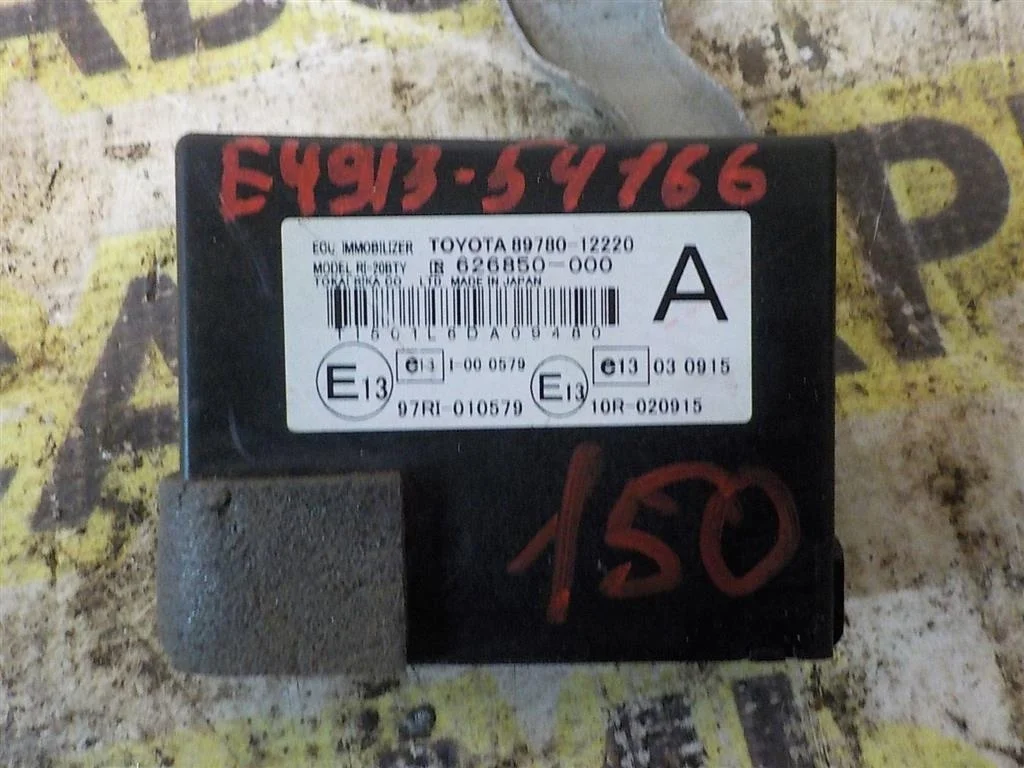 E4913-54166
ECU, IMMOBILIZER TOYOTA 89780-12220
MODEL RI-20BTY 626850-000
TOKAI RIKA CO., LTD. MADE IN JAPAN
A
E13 e13 1-00 0579 E13 e13 03 0915
97RI-010579 10R-020915
150